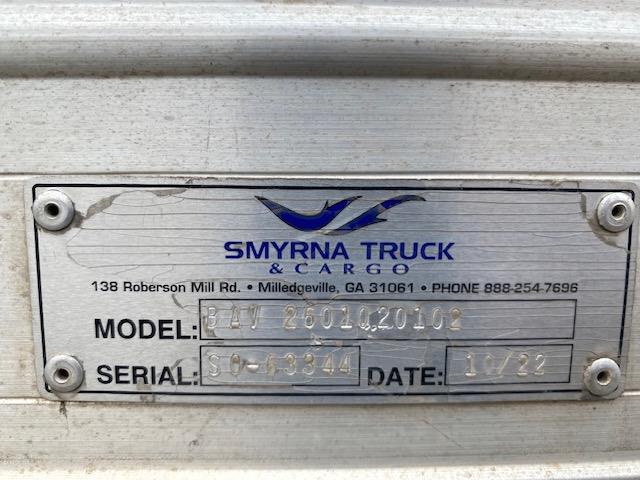 SMYRNA TRUCK
& CARGO
138 Roberson Mill Rd. • Milledgeville, GA 31061 • PHONE 888-254-7696
MODEL: BAV 2601020102
SERIAL: SO-63344 DATE: 10/22